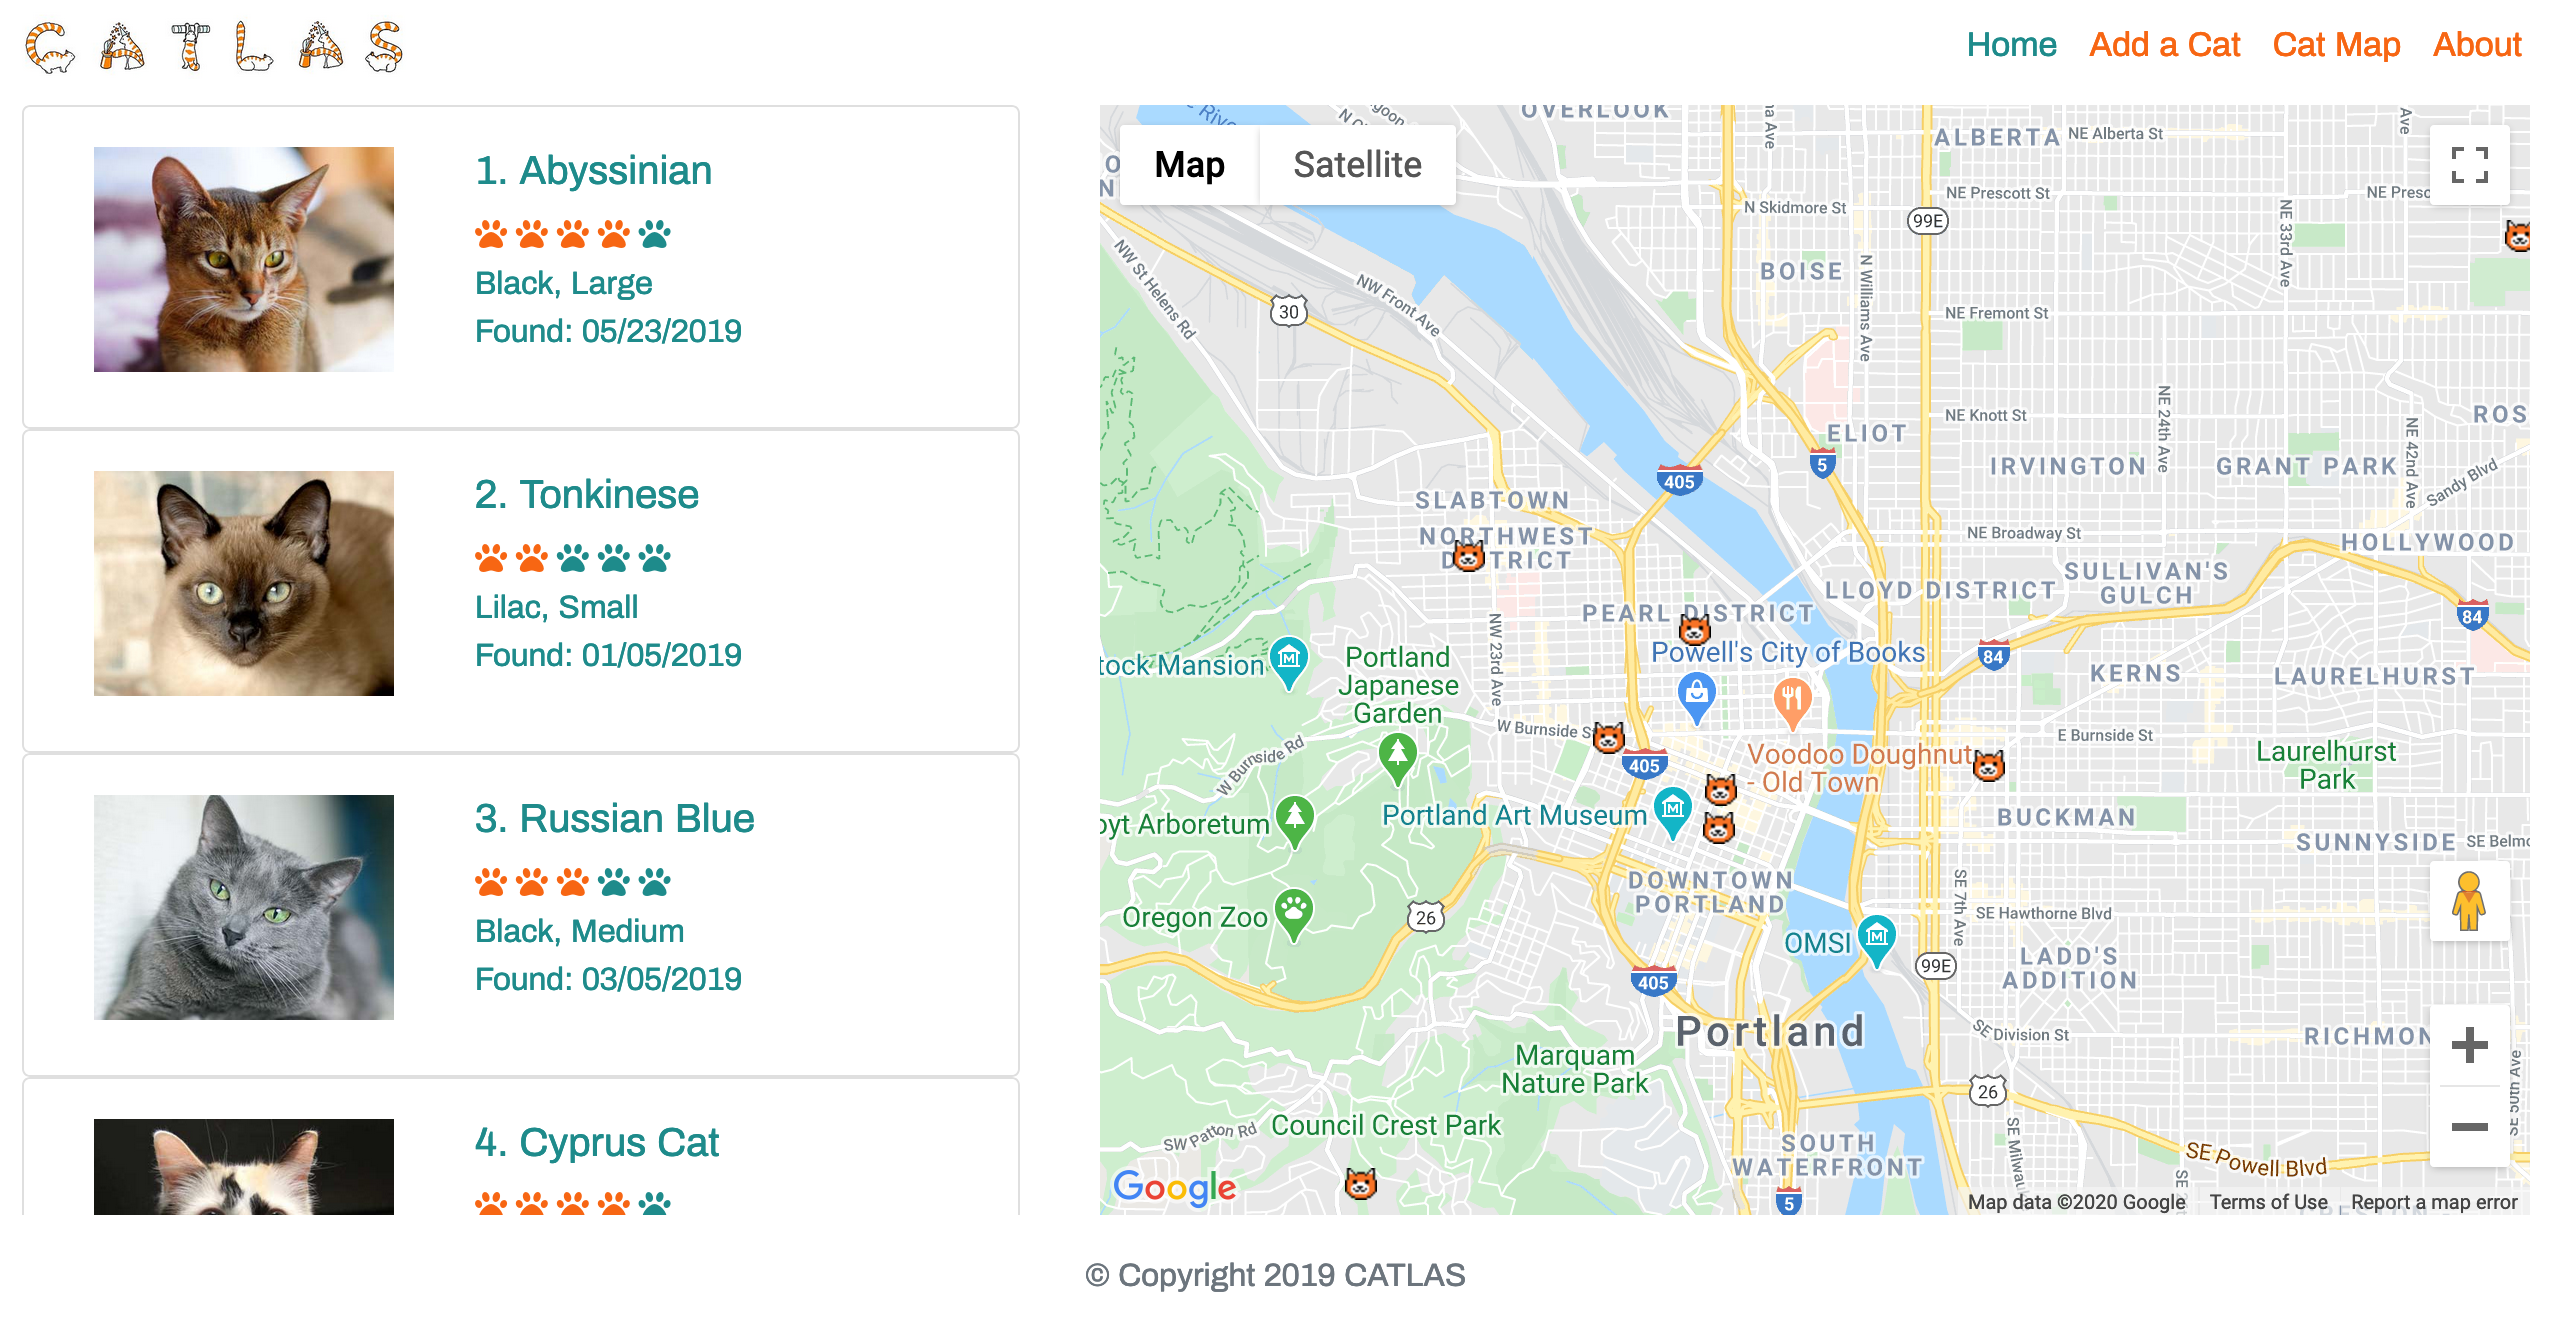 CATLAS
Home Add a Cat Cat Map About
1. Abyssinian
Black, Large
Found: 05/23/2019
2. Tonkinese
Lilac, Small
Found: 01/05/2019
3. Russian Blue
Black, Medium
Found: 03/05/2019
4. Cyprus Cat
Map Satellite
OVERLOOK
ALBERTA NE Alberta St
NE Prescott St
N Skidmore St
99E
NE 33rd Ave
BOISE
N Williams Ave
NW St Helens Rd
NW Front Ave
30
NE Fremont St
NE Knott St
NE 24th Ave
NE 42nd Ave
ELIOT
5
405
IRVINGTON
GRANT PARK
Sandy Blvd
SLABTOWN
NORTHWEST
NE Broadway St
HOLLYWOOD
SULLIVAN'S
GULCH
LLOYD DISTRICT
84
PEARL DISTRICT
NW 23rd Ave
Powell's City of Books
84
tock Mansion
Portland
Japanese
Garden
KERNS
LAURELHURST
W Burnside
E Burnside St
W Burnside Rd
405
Voodoo Doughnut
- Old Town
Laurelhurst
Park
Portland Art Museum
oyt Arboretum
BUCKMAN
SUNNYSIDE SE Belmo
DOWNTOWN
PORTLAND
SE 7th Ave
SE Hawthorne Blvd
Oregon Zoo
26
OMSI
99E
LADD'S
ADDITION
405
Portland
SE Division St
RICHMON
SE 50th Ave
Marquam
Nature Park
26
Council Crest Park
SW Patton Rd
SOUTH
WATERFRONT
SE Milwau
SE Powell Blvd
5
Google
Map data ©2020 Google Terms of Use Report a map error
© Copyright 2019 CATLAS